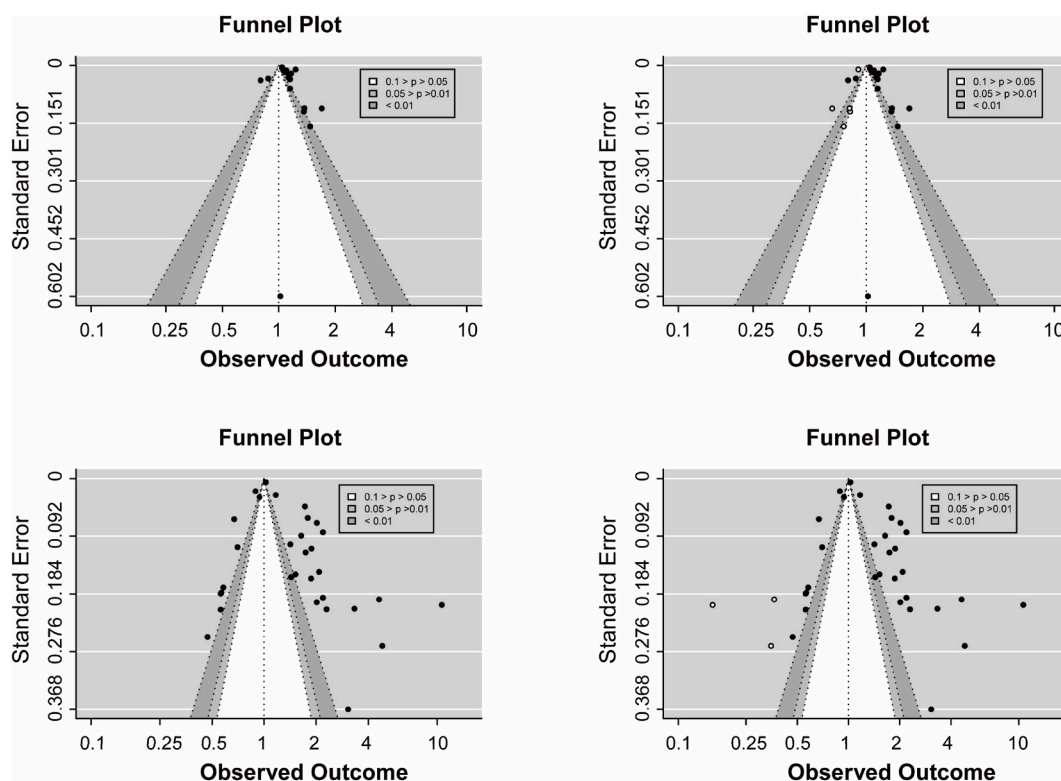 Funnel Plot
0.1 > p > 0.05
0.05 > p >0.01
< 0.01
Standard Error
0
0.151
0.301
0.452
0.602
0.1 0.25 0.5 1 2 4 10
Observed Outcome
Funnel Plot
0.1 > p > 0.05
0.05 > p >0.01
< 0.01
Standard Error
0
0.151
0.301
0.452
0.602
0.1 0.25 0.5 1 2 4 10
Observed Outcome
Funnel Plot
0.1 > p > 0.05
0.05 > p >0.01
< 0.01
Standard Error
0
0.092
0.184
0.276
0.368
0.1 0.25 0.5 1 2 4 10
Observed Outcome
Funnel Plot
0.1 > p > 0.05
0.05 > p >0.01
< 0.01
Standard Error
0
0.092
0.184
0.276
0.368
0.1 0.25 0.5 1 2 4 10
Observed Outcome